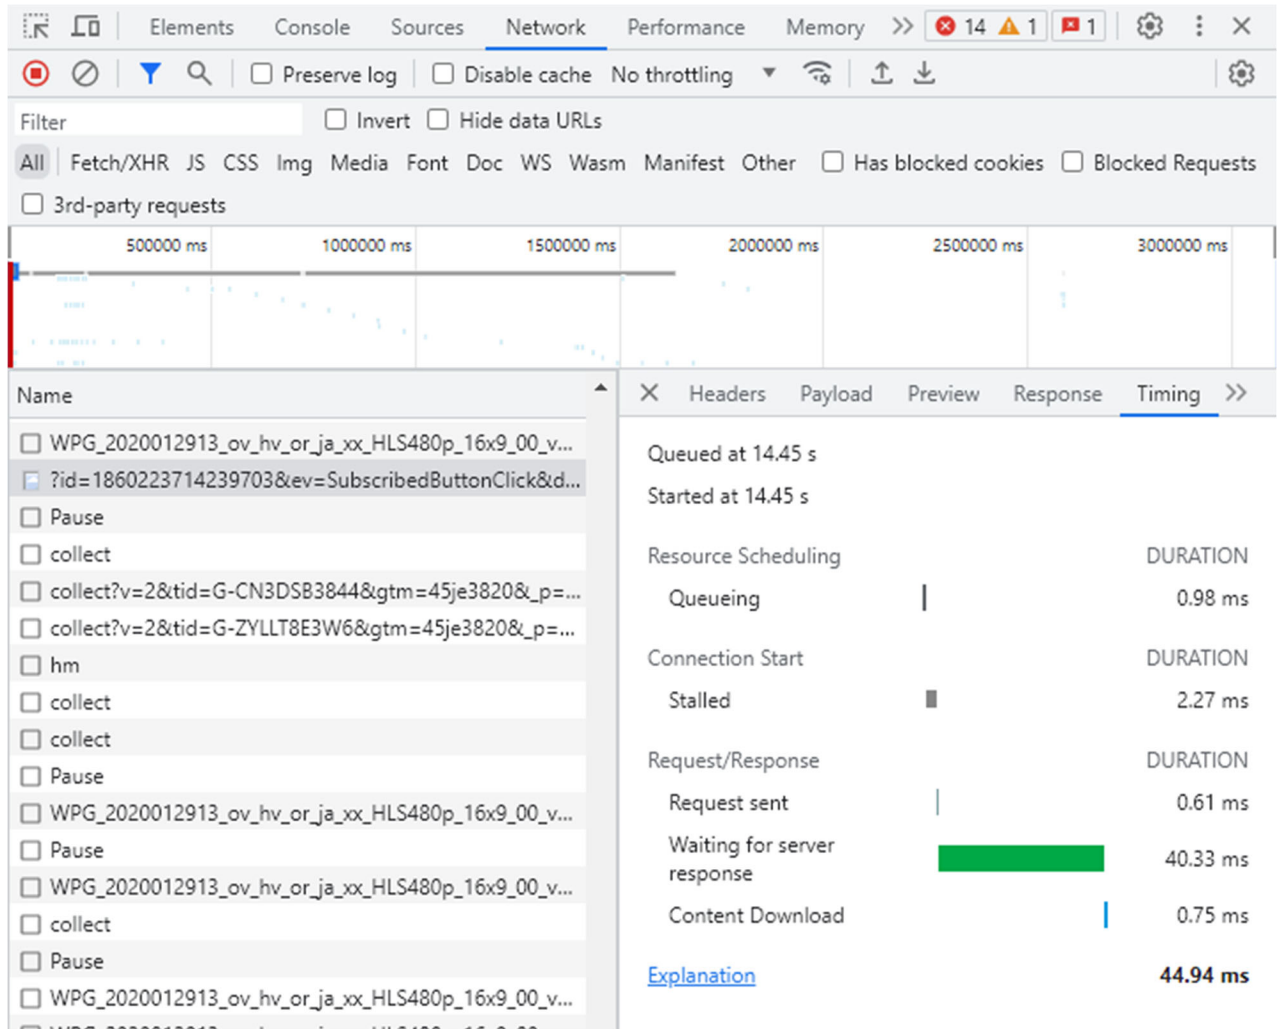 Elements Console Sources Network Performance Memory 14 1 1
Preserve log Disable cache No throttling
Filter Invert Hide data URLs
All Fetch/XHR JS CSS Img Media Font Doc WS Wasm Manifest Other Has blocked cookies Blocked Requests
3rd-party requests
500000 ms 1000000 ms 1500000 ms 2000000 ms 2500000 ms 3000000 ms
Name
WPG_2020012913_ov_hv_or_ja_xx_HLS480p_16x9_00_v...
?id=1860223714239703&ev=SubscribedButtonClick&d...
Pause
collect
collect?v=2&tid=G-CN3DSB3844&gtm=45je3820&_p=...
collect?v=2&tid=G-ZYLLT8E3W6&gtm=45je3820&_p=...
hm
collect
collect
Pause
WPG_2020012913_ov_hv_or_ja_xx_HLS480p_16x9_00_v...
Pause
WPG_2020012913_ov_hv_or_ja_xx_HLS480p_16x9_00_v...
collect
Pause
WPG_2020012913_ov_hv_or_ja_xx_HLS480p_16x9_00_v...
Headers Payload Preview Response Timing
Queued at 14.45 s
Started at 14.45 s
Resource Scheduling DURATION
Queueing 0.98 ms
Connection Start DURATION
Stalled 2.27 ms
Request/Response DURATION
Request sent 0.61 ms
Waiting for server
response 40.33 ms
Content Download 0.75 ms
Explanation 44.94 ms